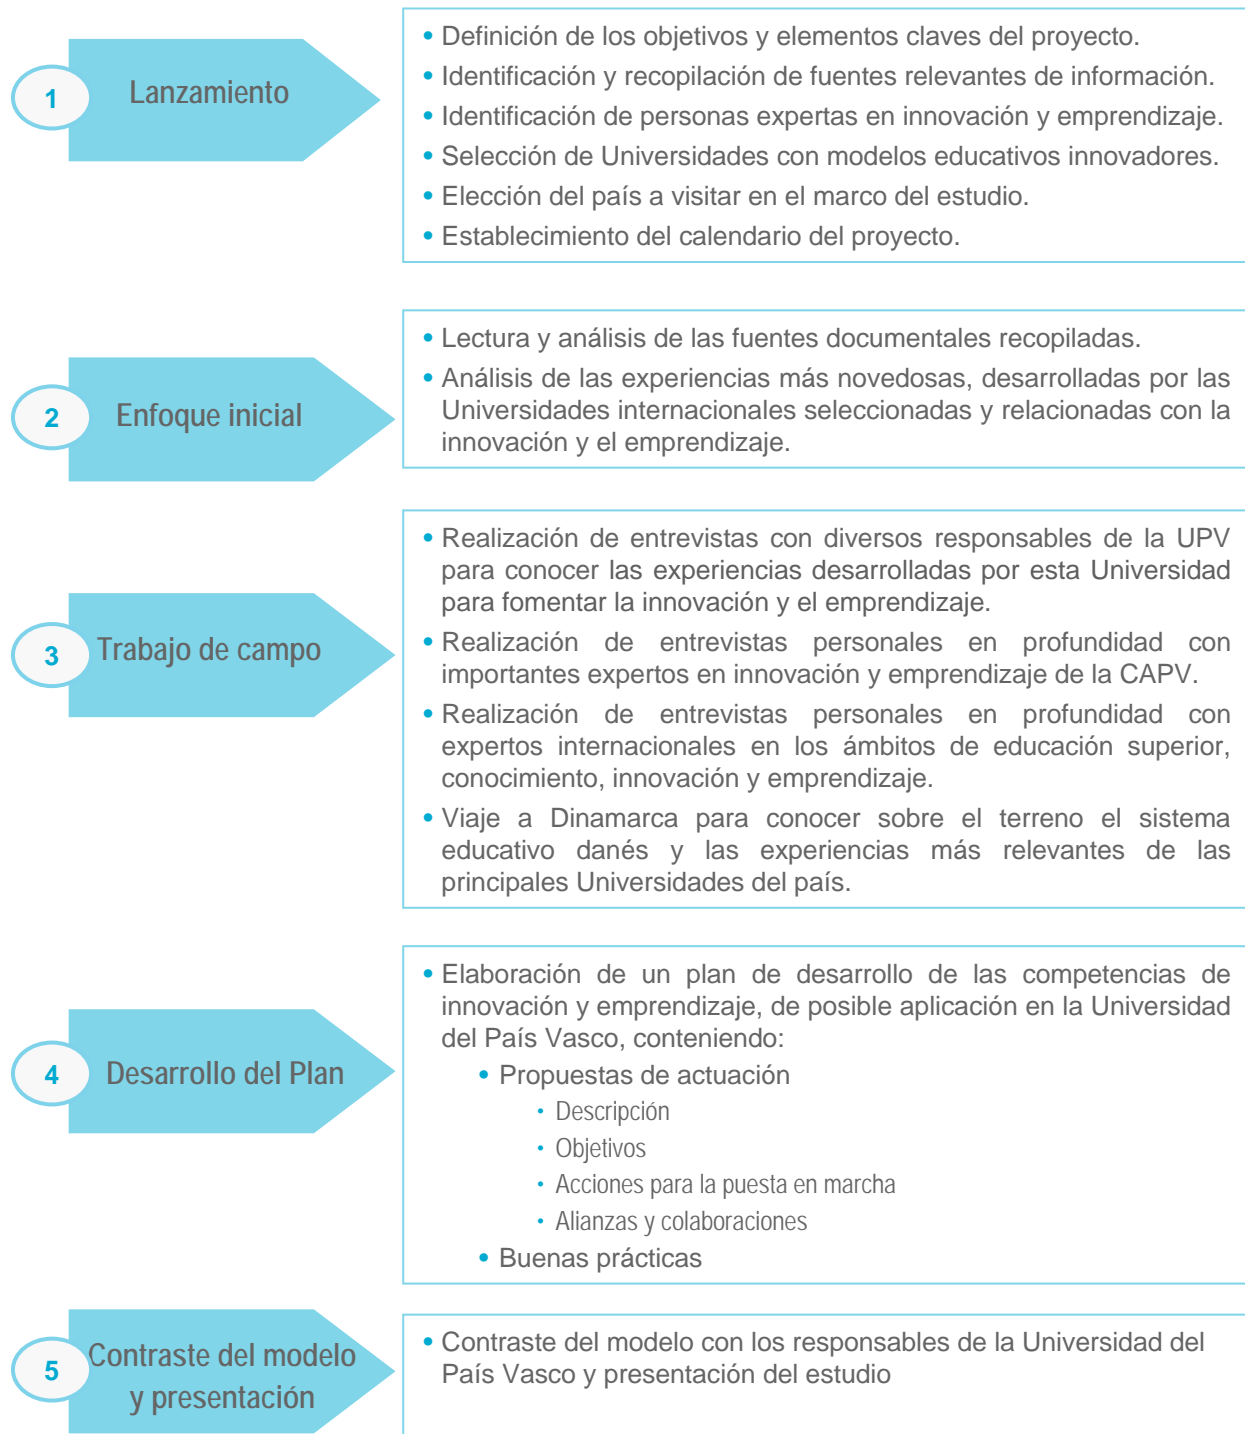 1
Lanzamiento
• Definición de los objetivos y elementos claves del proyecto.
• Identificación y recopilación de fuentes relevantes de información.
• Identificación de personas expertas en innovación y emprendizaje.
• Selección de Universidades con modelos educativos innovadores.
• Elección del país a visitar en el marco del estudio.
• Establecimiento del calendario del proyecto.
2
Enfoque inicial
• Lectura y análisis de las fuentes documentales recopiladas.
• Análisis de las experiencias más novedosas, desarrolladas por las
Universidades internacionales seleccionadas y relacionadas con la
innovación y el emprendizaje.
3
Trabajo de campo
• Realización de entrevistas con diversos responsables de la UPV
para conocer las experiencias desarrolladas por esta Universidad
para fomentar la innovación y el emprendizaje.
• Realización de entrevistas personales en profundidad con
importantes expertos en innovación y emprendizaje de la CAPV.
• Realización de entrevistas personales en profundidad con
expertos internacionales en los ámbitos de educación superior,
conocimiento, innovación y emprendizaje.
• Viaje a Dinamarca para conocer sobre el terreno el sistema
educativo danés y las experiencias más relevantes de las
principales Universidades del país.
4
Desarrollo del Plan
• Elaboración de un plan de desarrollo de las competencias de
innovación y emprendizaje, de posible aplicación en la Universidad
del País Vasco, conteniendo:
• Propuestas de actuación
• Descripción
• Objetivos
• Acciones para la puesta en marcha
• Alianzas y colaboraciones
• Buenas prácticas
5
Contraste del modelo
y presentación
• Contraste del modelo con los responsables de la Universidad del
País Vasco y presentación del estudio